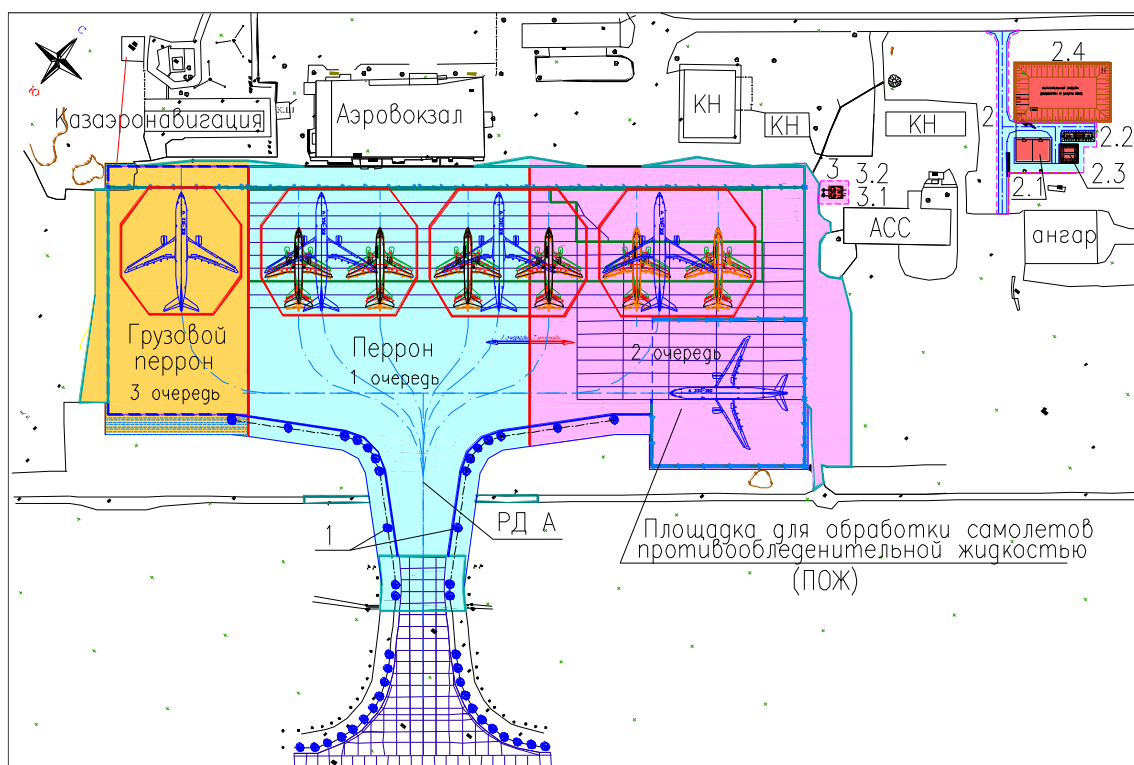 С
Ю
Казаэронавигация
КДП
Аэровокзал
КН
КН
КН
2
2.4
2.2
2.3
2.1
3
3.2
3.1
АСС
ангар
Грузовой
перрон
3 очередь
Перрон
1 очередь
2 очередь
1
РД А
Площадка для обработки самолетов
противообледенительной жидкостью
(ПОЖ)